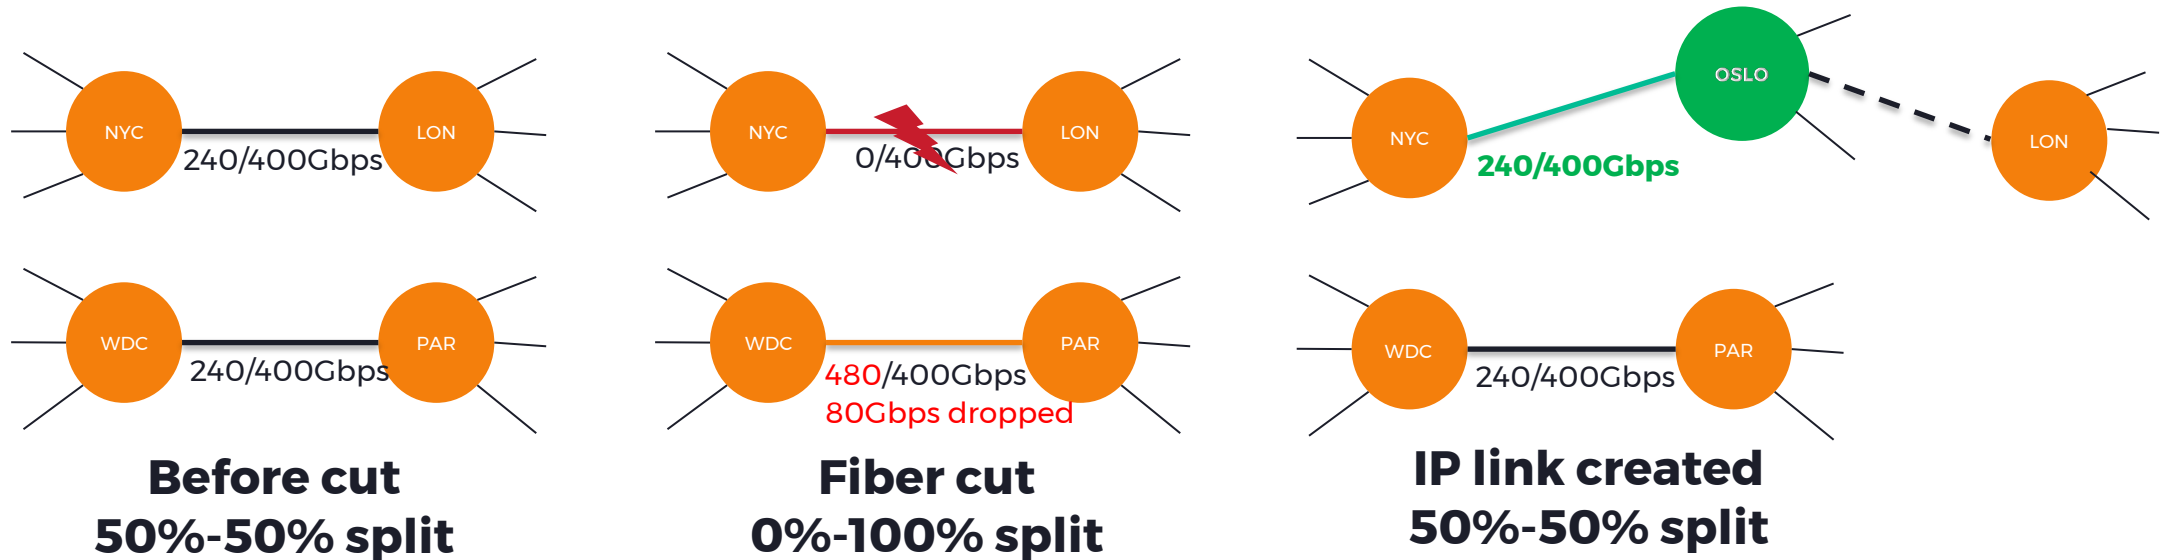 NYC
LON
240/400Gbps
WDC
PAR
240/400Gbps
Before cut
50%-50% split
NYC
LON
0/400Gbps
WDC
PAR
480/400Gbps
80Gbps dropped
Fiber cut
0%-100% split
OSLO
NYC
LON
240/400Gbps
WDC
PAR
240/400Gbps
IP link created
50%-50% split